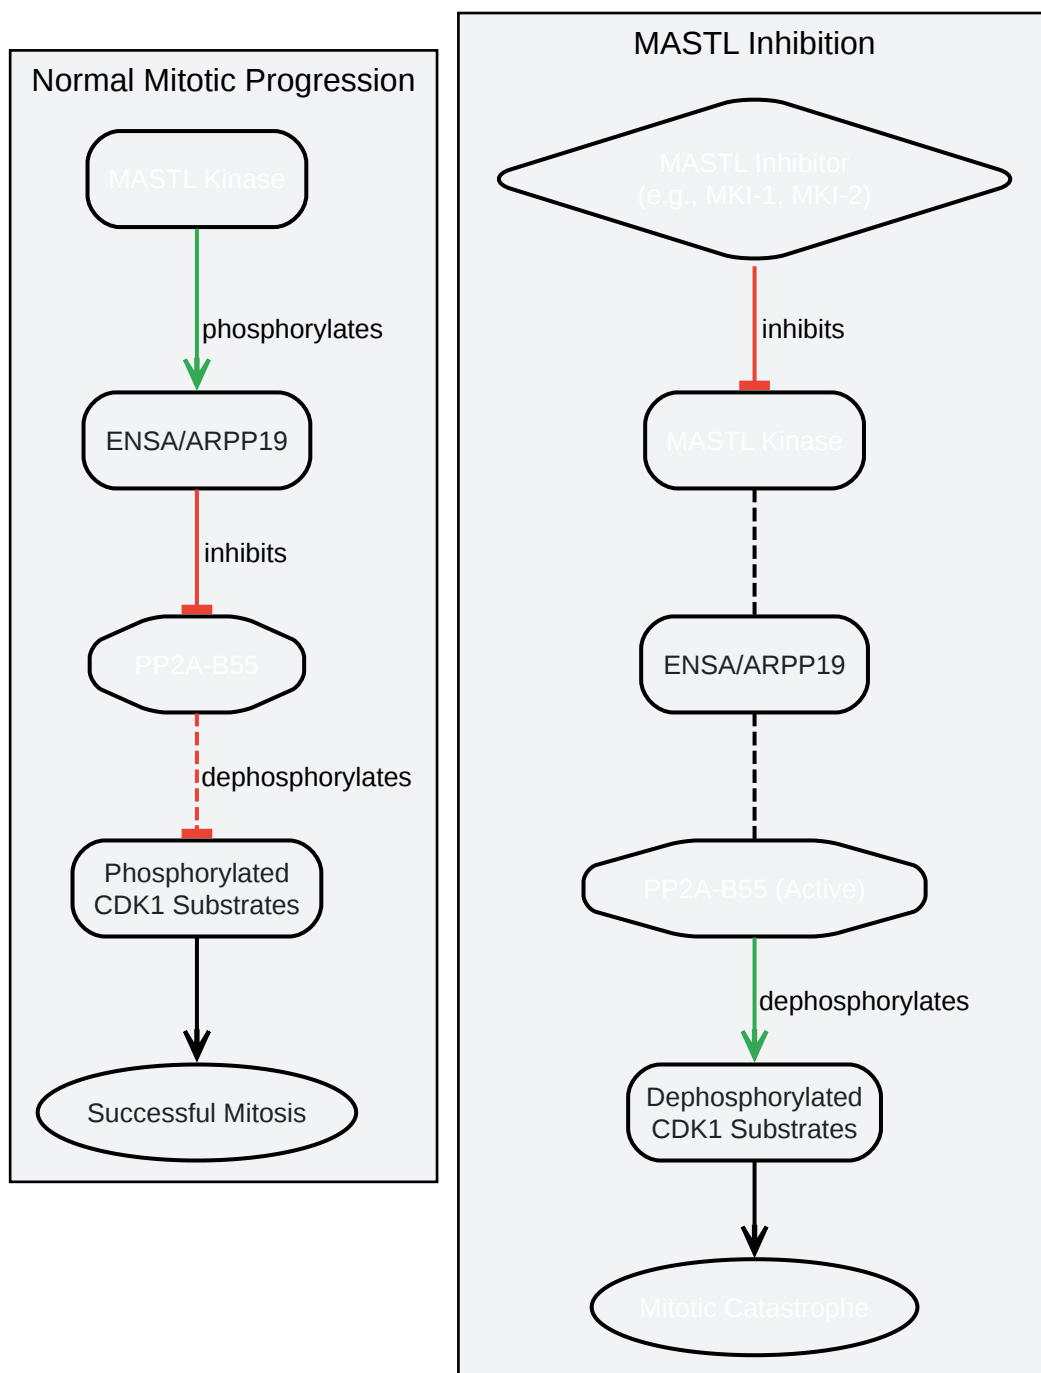 Normal Mitotic Progression
MASTL Kinase
phosphorylates
ENSA/ARPP19
inhibits
PP2A-B55
dephosphorylates
Phosphorylated
CDK1 Substrates
Successful Mitosis
MASTL Inhibition
MASTL Inhibitor
(e.g., MKI-1, MKI-2)
inhibits
MASTL Kinase
ENSA/ARPP19
PP2A-B55 (Active)
dephosphorylates
Dephosphorylated
CDK1 Substrates
Mitotic Catastrophe